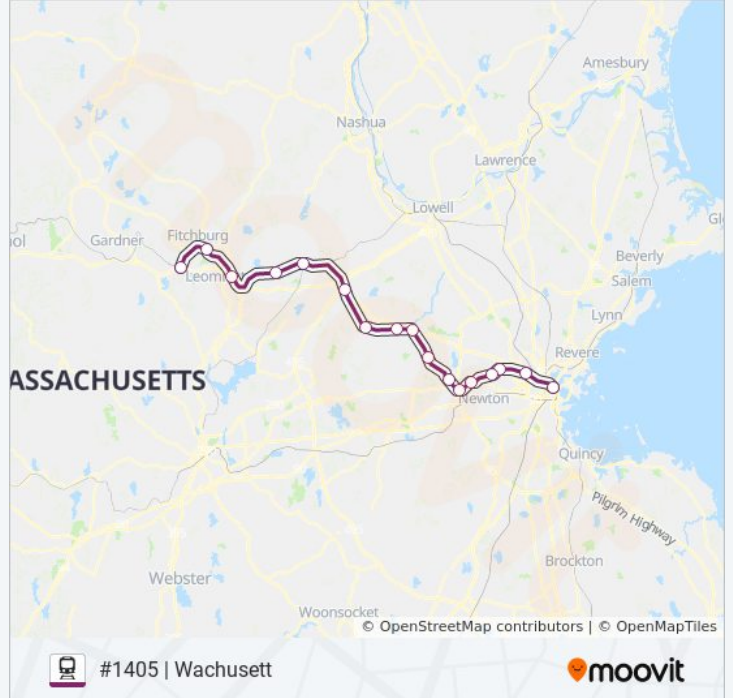 Amesbury
Nashua
Lawrence
Lowell
Gl
Fitchburg
Gardner
ol
Leom
Beverly
Salem
Lynn
Revere
ASSACHUSETTS
Newton
Quincy
Pilgrim Highway
Brockton
Webster
Woonsocket
© OpenStreetMap contributors | © OpenMapTiles
#1405 | Wachusett
moovit